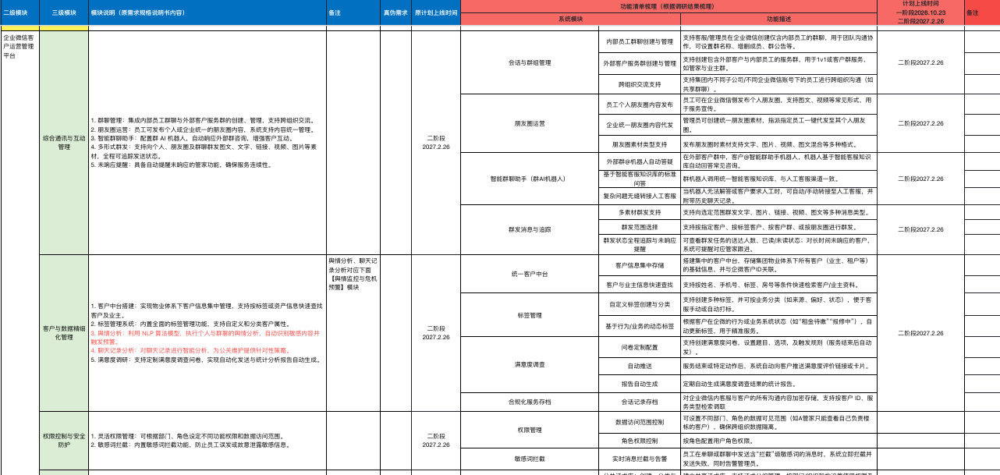 二级模块
三级模块
模块说明（原需求规格说明书内容）
备注
真伪需求
原计划上线时间
功能清单梳理（根据调研结果梳理）
系统模块
功能描述
计划上线时间
一阶段2026.10.23
二阶段2027.2.26
备注
企业微信客
户运营管理
平台
综合通讯与互动
管理
1. 群聊管理：集成内部员工群聊与外部客户服务群的创建、管理，支持跨组织交流。
2. 朋友圈运营：员工可发布个人或企业统一的朋友圈内容，系统支持内容统一管理。
3. 智能群聊助手：配置群 AI 机器人，自动响应外部群咨询，增强客户互动。
4. 多形式群发：支持向个人、朋友圈及群聊群发图文、文字、链接、视频、图片等素
材，全程可追踪发送状态。
5. 未响应提醒：具备自动提醒未响应的管家功能，确保服务连续性。
二阶段
2027.2.26
会话与群组管理
内部员工群聊创建与管理
支持客服/管理员在企业微信创建仅含内部员工的群聊，用于团队沟通协
作，可设置群名称、增删成员、群公告等。
外部客户服务群创建与管理
支持创建包含外部客户与内部员工的服务群，用于1v1或客户群服务，
如管家与业主群。
跨组织交流支持
支持集团内不同子公司/不同企业微信账号下的员工进行跨组织沟通（如
共享群聊）。
二阶段2027.2.26
朋友圈运营
员工个人朋友圈内容发布
员工可在企业微信侧发布个人朋友圈，支持图文、视频等常见形式，用
于服务宣传。
企业统一朋友圈内容代发
管理员可创建统一朋友圈素材，指派指定员工一键代发至其个人朋友
圈。
朋友圈素材类型支持
发布朋友圈时素材支持文字、图片、视频、图文混合等多种格式。
二阶段2027.2.26
智能群聊助手（群AI机器人）
外部群@机器人自动答疑
在外部客户群中，客户@智能群助手机器人，机器人基于智能客服知识
库自动回答常见咨询。
基于智能客服知识库的标准
问答
群机器人调用统一智能客服知识库，与人工客服渠道一致。
复杂问题无缝转接人工客服
当机器人无法解答或客户要求人工时，可自动/手动转接至人工客服，并
附带历史聊天记录。
二阶段2027.2.26
群发消息与追踪
多素材群发支持
支持向选定范围群发文字、图片、链接、视频、图文等多种消息类型。
群发范围选择
支持按指定客户、按标签客户、按客户群、或按朋友圈进行群发。
群发状态全程追踪与未响应
提醒
可查看群发任务的送达人数、已读/未读状态；对长时间未响应的客户，
系统可提醒对应管家跟进。
二阶段2027.2.26
客户与数据精细
化管理
1. 客户中台搭建：实现物业体系下客户信息集中管理，支持按标签或资产信息快速查找
客户及业主。
2. 标签管理系统：内置全面的标签管理功能，支持自定义和分类客户属性。
3. 舆情分析：利用 NLP 算法模型，执行个人与群聊的舆情分析，自动识别敏感内容并
触发预警。
4. 聊天记录分析：对聊天记录进行智能分析，为公关维护提供针对性策略。
5. 满意度调研：支持定制满意度调查问卷，实现自动化发送与统计分析报告自动生成。
舆情分析、聊天记
录分析对应下面
【舆情监控与危机
预警】模块
二阶段
2027.2.26
统一客户中台
客户信息集中存储
搭建集中的客户中台，存储集团物业体系下所有客户（业主、租户等）
的基础信息，并与企微客户ID关联。
客户与业主信息快速查找
支持按姓名、手机号、标签、房号等条件快速检索客户/业主资料。
标签管理
自定义标签创建与分类
支持创建多种标签，并可按业务分类（如来源、偏好、状态），便于客
服手动或自动打标。
基于行为/业务的动态标签
根据客户在企微的行为或业务系统状态（如“租金待缴”“报修中”），自
动更新标签，用于精准服务。
满意度调查
问卷定制配置
支持创建满意度问卷，设置题目、选项，及触发规则（服务结束后自动
发）。
自动推送
服务结束或特定动作后，系统自动向客户推送满意度评价链接或卡片。
报告自动生成
定期自动生成满意度调查结果的统计报告。
合规化服务存档
会话记录存档
对企业微信内客服与客户的所有沟通内容加密存储，支持按客户 ID、服
务类型检索调取
二阶段2027.2.26
权限控制与安全
防护
1. 灵活权限管理：可根据部门、角色设定不同功能权限和数据访问范围。
2. 敏感词拦截：内置敏感词拦截功能，防止员工误发或故意泄露敏感信息。
二阶段
2027.2.26
权限管理
数据访问范围控制
可设置不同部门、角色的数据可见范围（如A管家只能查看自己负责楼
栋的客户），确保跨组织数据隔离。
角色权限控制
按角色配置用户角色权限。
敏感词拦截
实时消息拦截与告警
员工在单聊或群聊中发送含“拦截”级敏感词的消息时，系统立即拦截并
发送失败，同时告警管理员。